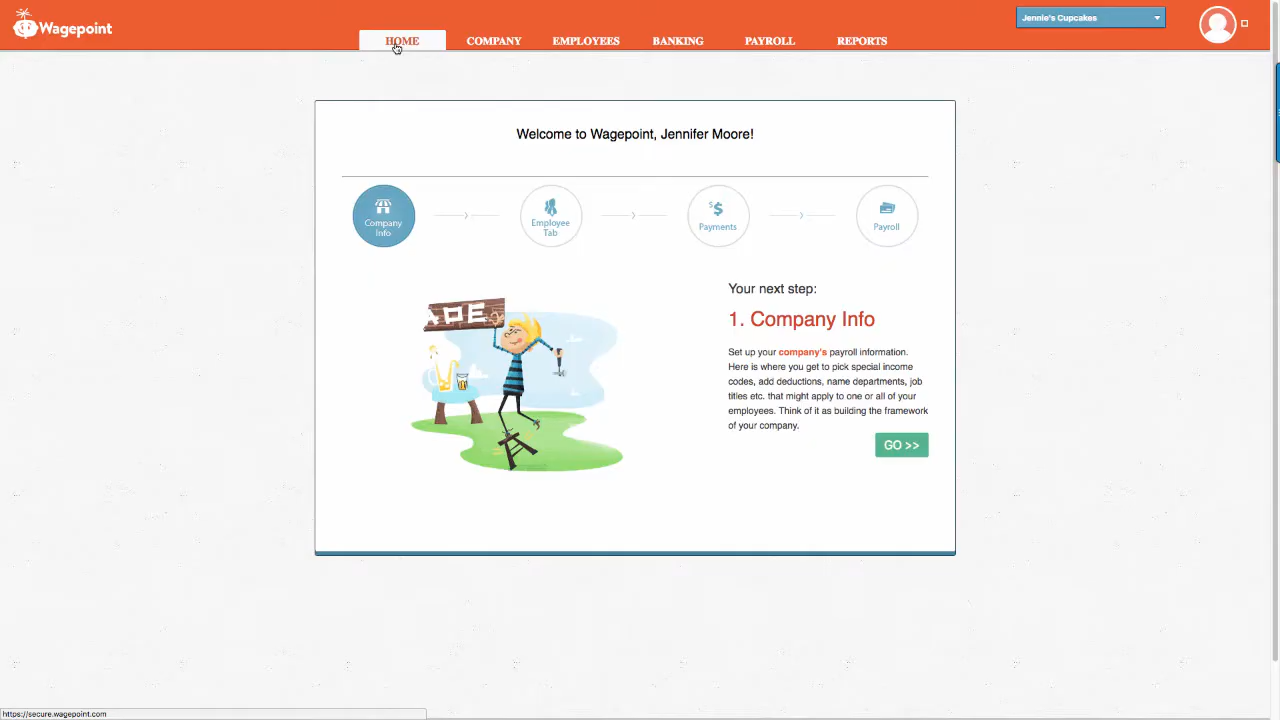 Wagepoint
Jennie's Cupcakes
HOME COMPANY EMPLOYEES BANKING PAYROLL REPORTS
Welcome to Wagepoint, Jennifer Moore!
Company
Info
Employee
Tab
Payments
Payroll
Your next step:
1. Company Info
Set up your company's payroll information.
Here is where you get to pick special income
codes, add deductions, name departments, job
titles etc. that might apply to one or all of your
employees. Think of it as building the framework
of your company.
GO >>
https://secure.wagepoint.com